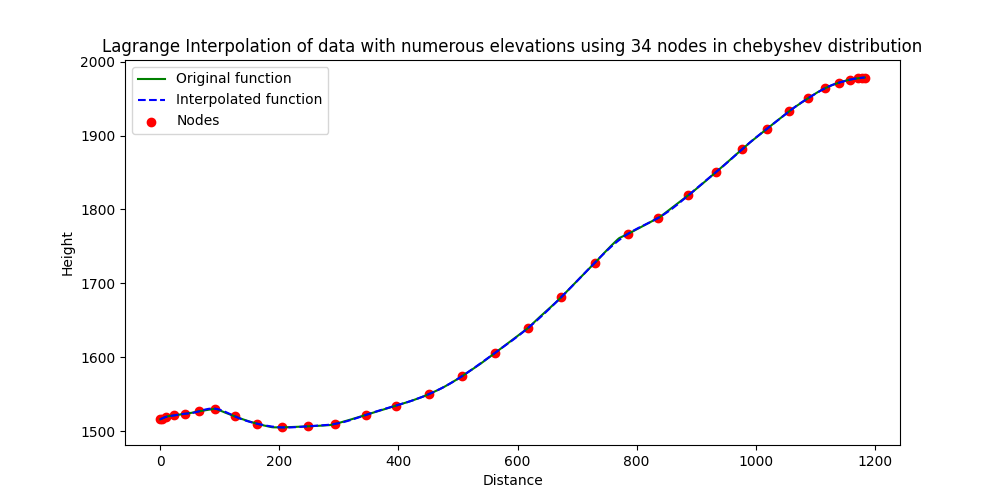 Lagrange Interpolation of data with numerous elevations using 34 nodes in chebyshev distribution
Original function
Interpolated function
Nodes
2000
1900
1800
1700
1600
1500
Height
0 200 400 600 800 1000 1200
Distance